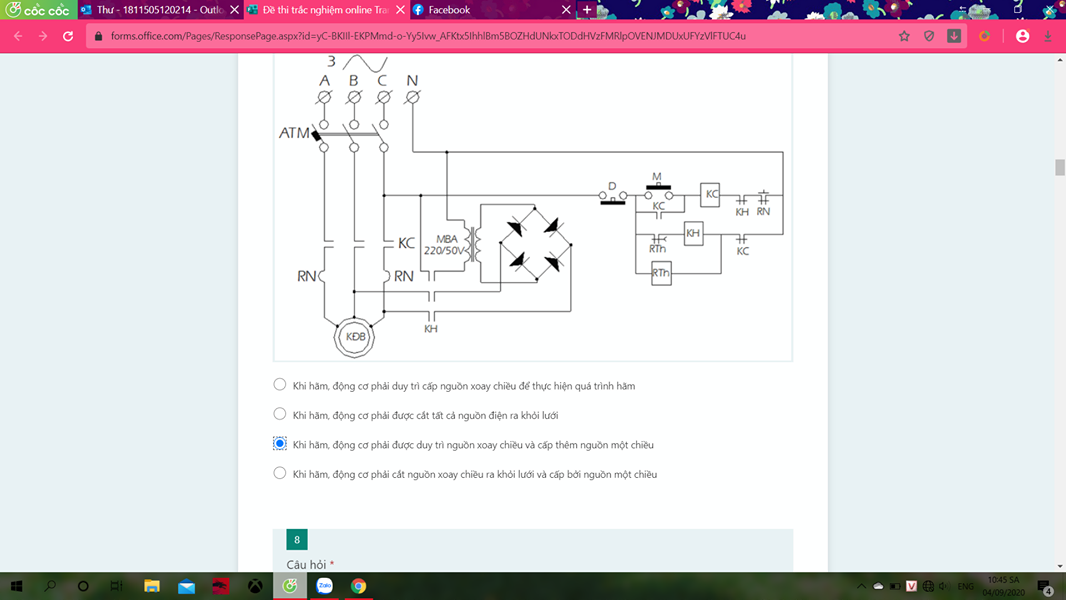 CỐC CỐC
Thư - 1811505120214 - Outlo
Đề thi trắc nghiệm online Tra
Facebook
forms.office.com/Pages/ResponsePage.aspx?id=yC-BKIII-EKPMmd-o-Yy5Ivw_AFKtx5IhhIBm5BOZHdUNkxTODdHVzFMRlpOVENJMDUxUFYzVlFTUC4u
3
A B C N
ATM
D
M
KC
KC
KH
RN
KC
MBA
220/50V
KH
RTh
KC
RN
RN
RTh
KH
KĐB
Khi hãm, động cơ phải duy trì cấp nguồn xoay chiều để thực hiện quá trình hãm
Khi hãm, động cơ phải được cắt tất cả nguồn điện ra khỏi lưới
Khi hãm, động cơ phải được duy trì nguồn xoay chiều và cấp thêm nguồn một chiều
Khi hãm, động cơ phải cắt nguồn xoay chiều ra khỏi lưới và cấp bởi nguồn một chiều
8
Câu hỏi *
Zalo
V
ENG
10:45 SA
04/09/2020
4